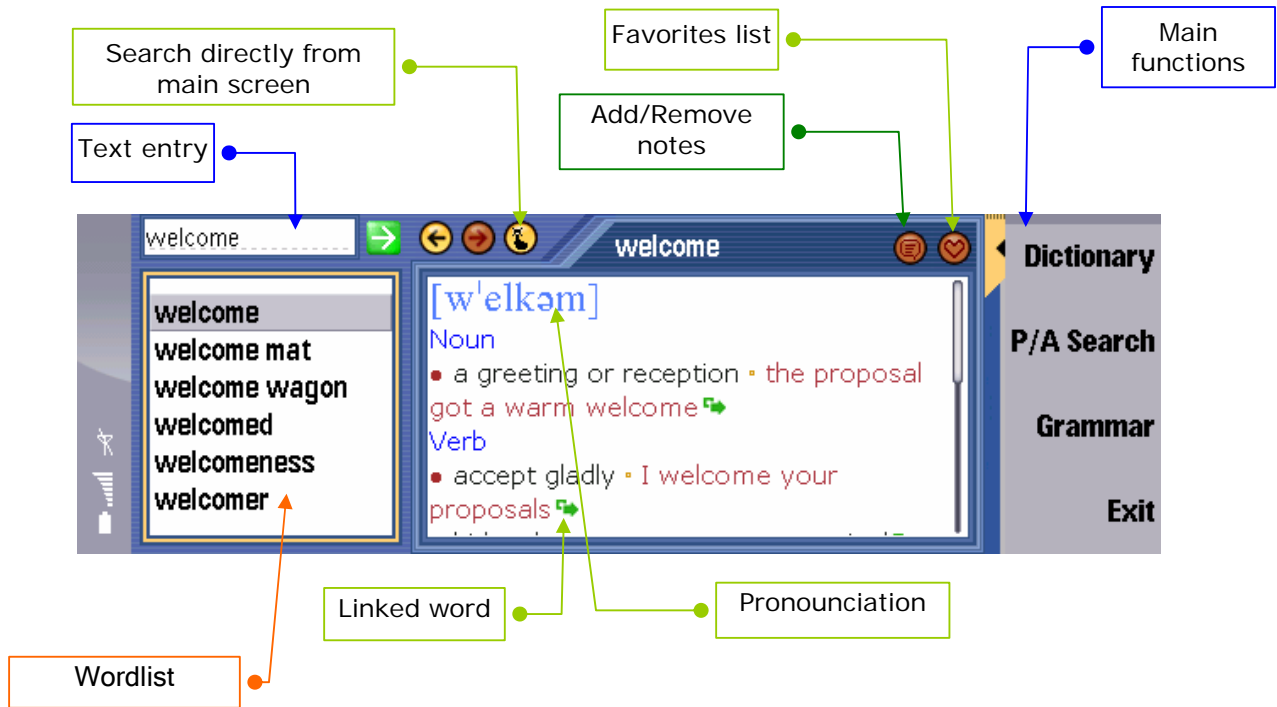 Search directly from
main screen
Favorites list
Main
functions
Add/Remove
notes
Text entry
welcome
welcome
Dictionary
P/A Search
Grammar
Exit
welcome
welcome mat
welcome wagon
welcomed
welcomeness
welcomer
[w'elkəm]
Noun
• a greeting or reception • the proposal
got a warm welcome
Verb
• accept gladly • I welcome your
proposals
Linked word
Pronounciation
Wordlist